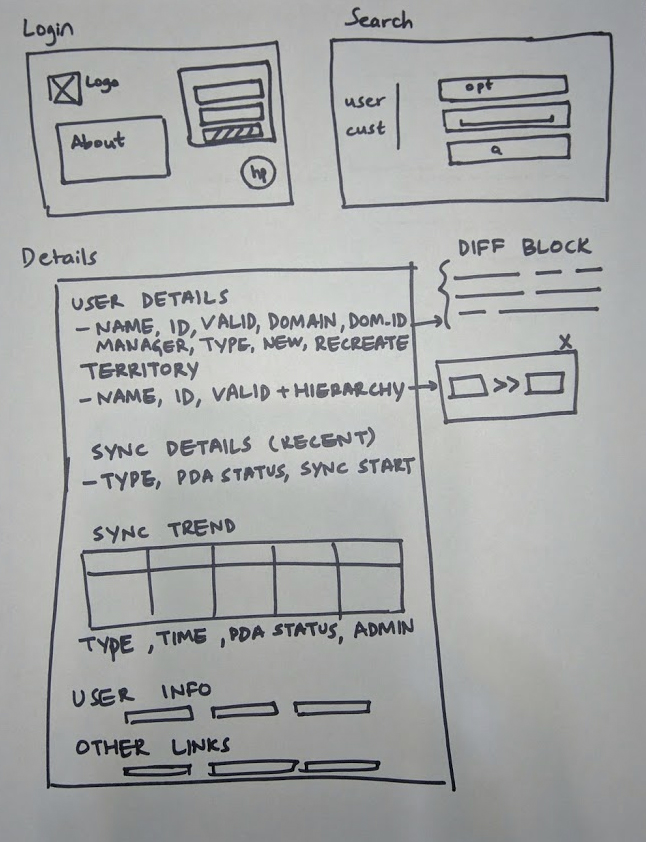 Login
Search
Logo
About
hp
opt
user
cust
a
Details
DIFF BLOCK
USER DETAILS
- NAME, ID, VALID, DOMAIN, DOM-ID
MANAGER, TYPE, NEW, RECREATE
TERRITORY
- NAME, ID, VALID + HIERARCHY
X
>>
SYNC DETAILS (RECENT)
- TYPE, PDA STATUS, SYNC START
SYNC TREND
TYPE , TIME , PDA STATUS, ADMIN
USER INFO
OTHER LINKS